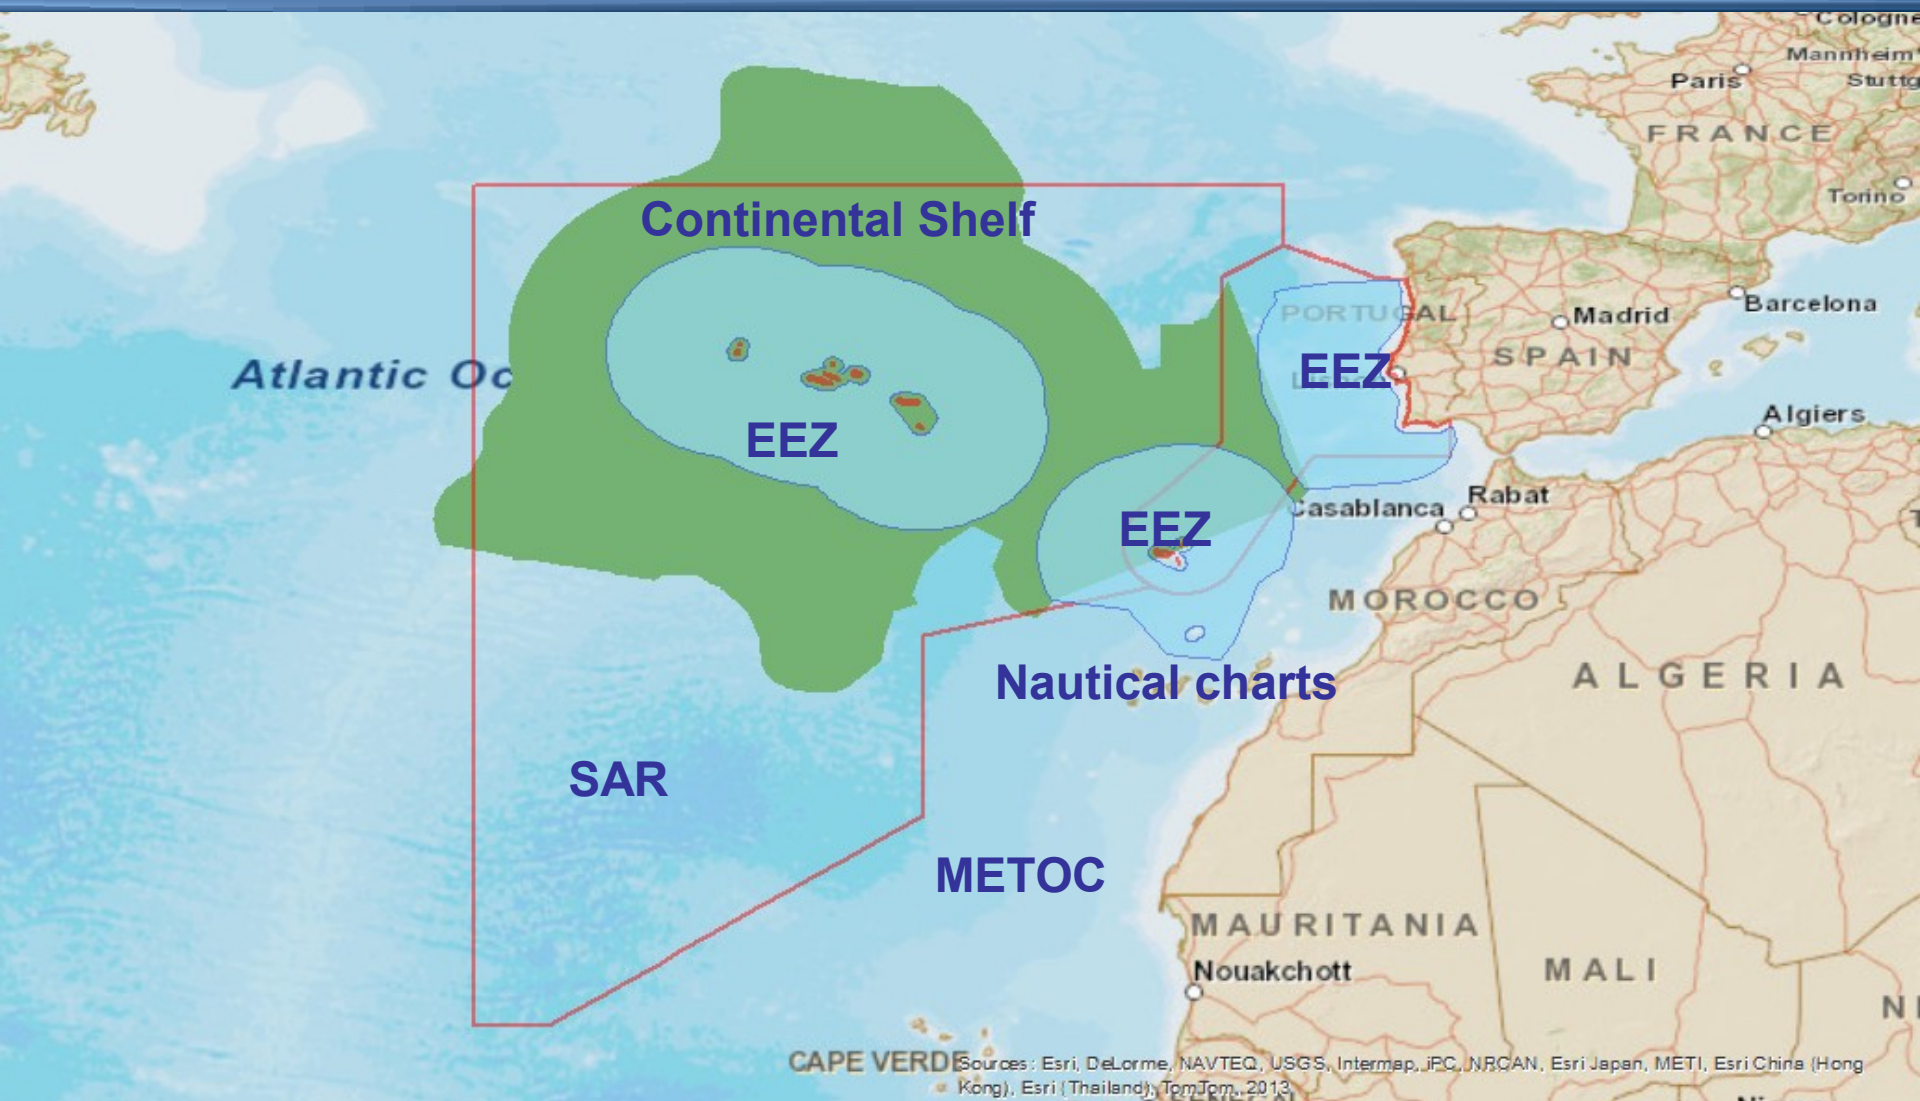 Cologne
Mannheim
Paris
Stuttg
FRANCE
Torino
Continental Shelf
PORTUGAL
Madrid
Barcelona
SPAIN
EEZ
Atlantic Oc
Algiers
EEZ
Rabat
Casablanca
EEZ
MOROCCO
ALGERIA
Nautical charts
SAR
METOC
MAURITANIA
Nouakchott
MALI
CAPE VERDE
Sources: Esri, DeLorme, NAVTEQ, USGS, Intermap, iPC, NRCAN, Esri Japan, METI, Esri China (Hong
Kong), Esri (Thailand), TomTom, 2013
SENEGAL